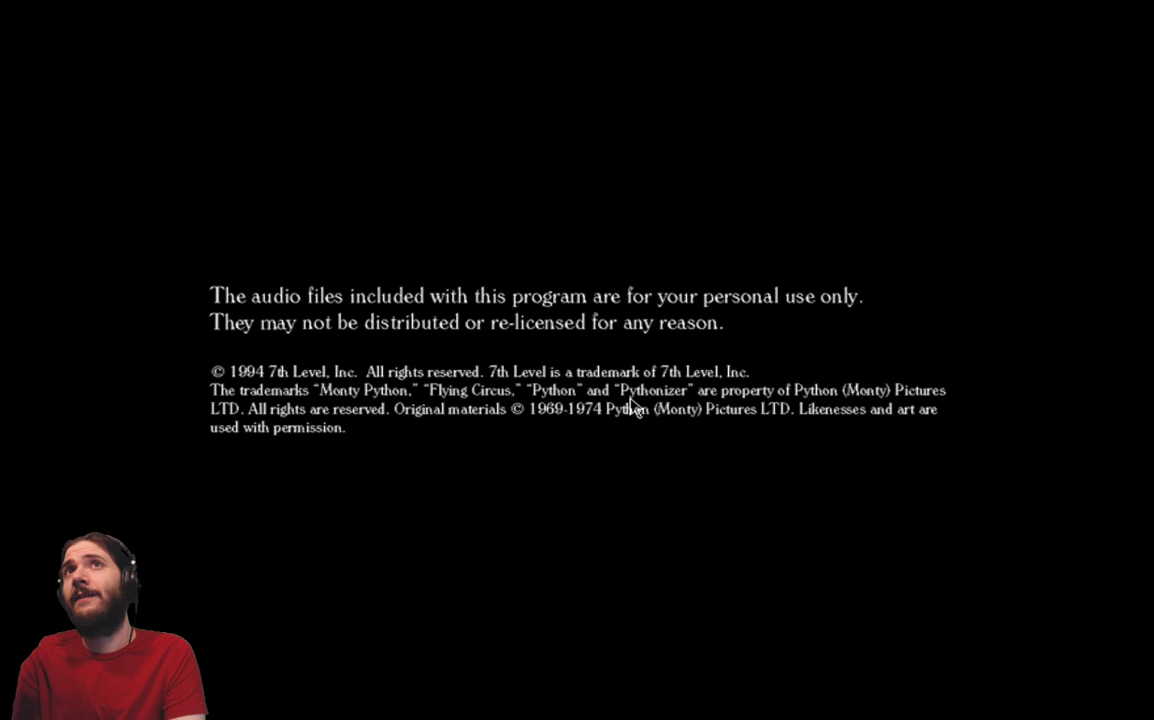 The audio files included with this program are for your personal use only.
They may not be distributed or re-licensed for any reason.
© 1994 7th Level, Inc.  All rights reserved. 7th Level is a trademark of 7th Level, Inc.
The trademarks “Monty Python,” “Flying Circus,” “Python” and “Pythonizer” are property of Python (Monty) Pictures
LTD. All rights are reserved. Original materials © 1969-1974 Python (Monty) Pictures LTD. Likenesses and art are
used with permission.